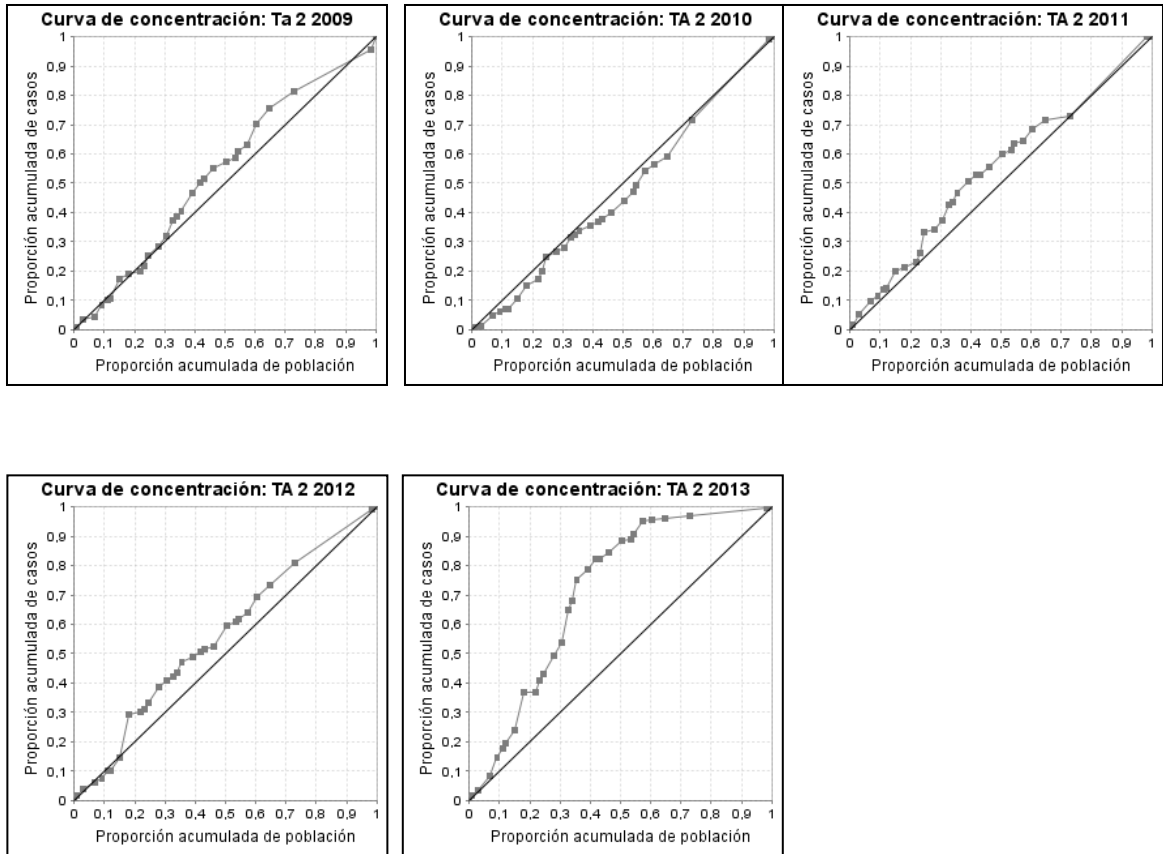 Curva de concentración: Ta 2 2009
1
0,9
0,8
0,7
0,6
0,5
0,4
0,3
0,2
0,1
0
Proporción acumulada de casos
0 0,1 0,2 0,3 0,4 0,5 0,6 0,7 0,8 0,9 1
Proporción acumulada de población
Curva de concentración: TA 2 2010
1
0,9
0,8
0,7
0,6
0,5
0,4
0,3
0,2
0,1
0
Proporción acumulada de casos
0 0,1 0,2 0,3 0,4 0,5 0,6 0,7 0,8 0,9 1
Proporción acumulada de población
Curva de concentración: TA 2 2011
1
0,9
0,8
0,7
0,6
0,5
0,4
0,3
0,2
0,1
0
Proporción acumulada de casos
0 0,1 0,2 0,3 0,4 0,5 0,6 0,7 0,8 0,9 1
Proporción acumulada de población
Curva de concentración: TA 2 2012
1
0,9
0,8
0,7
0,6
0,5
0,4
0,3
0,2
0,1
0
Proporción acumulada de casos
0 0,1 0,2 0,3 0,4 0,5 0,6 0,7 0,8 0,9 1
Proporción acumulada de población
Curva de concentración: TA 2 2013
1
0,9
0,8
0,7
0,6
0,5
0,4
0,3
0,2
0,1
0
Proporción acumulada de casos
0 0,1 0,2 0,3 0,4 0,5 0,6 0,7 0,8 0,9 1
Proporción acumulada de población